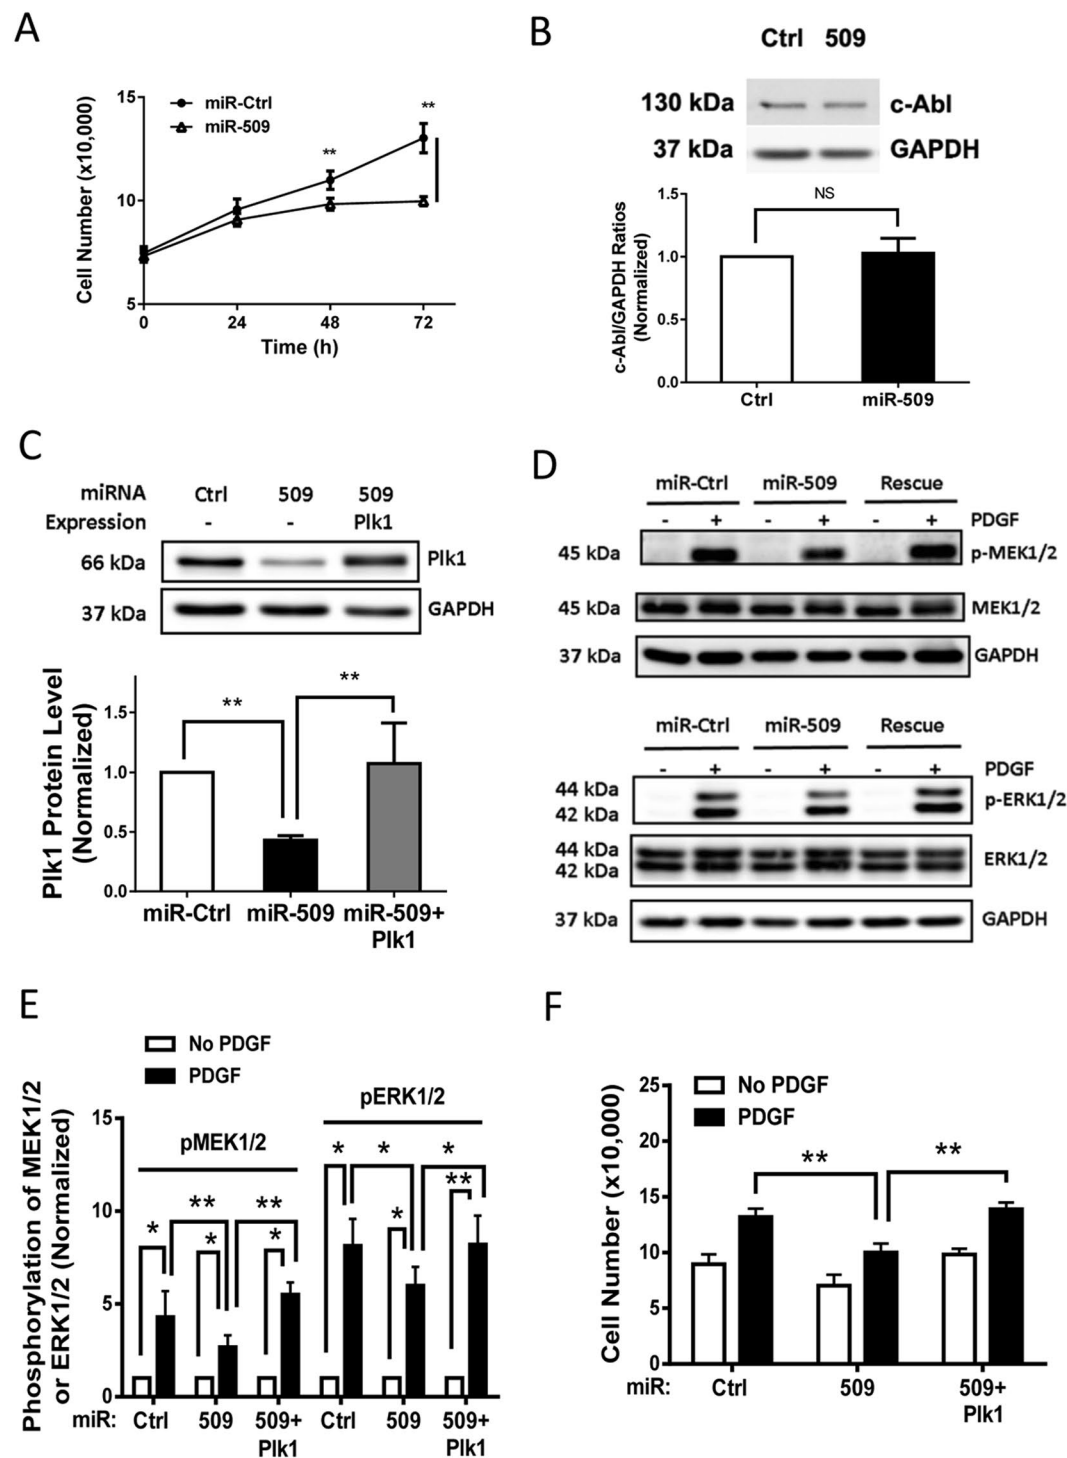 A
15
10
5
Cell Number (x10,000)
miR-Ctrl
miR-509
**
**
0 24 48 72
Time (h)
B
Ctrl 509
130 kDa c-Abl
37 kDa GAPDH
1.5
1.0
0.5
0.0
c-Abl/GAPDH Ratios
(Normalized)
NS
Ctrl miR-509
C
miRNA Ctrl 509 509
Expression - - Plk1
66 kDa Plk1
37 kDa GAPDH
Plk1 Protein Level
(Normalized)
1.5
1.0
0.5
0.0
** **
miR-Ctrl miR-509 miR-509+
Plk1
D
miR-Ctrl miR-509 Rescue
- + - + - + PDGF
45 kDa p-MEK1/2
45 kDa MEK1/2
37 kDa GAPDH
miR-Ctrl miR-509 Rescue
- + - + - + PDGF
44 kDa
42 kDa
p-ERK1/2
44 kDa
42 kDa
ERK1/2
37 kDa GAPDH
E
No PDGF
PDGF
Phosphorylation of MEK1/2
or ERK1/2 (Normalized)
15
10
5
0
pMEK1/2
pERK1/2
* ** * ** *
* * * * **
miR: Ctrl 509 509+ Ctrl 509 509+
Plk1 Plk1
F
No PDGF
PDGF
Cell Number (x10,000)
25
20
15
10
5
0
** **
miR: Ctrl 509 509+
Plk1